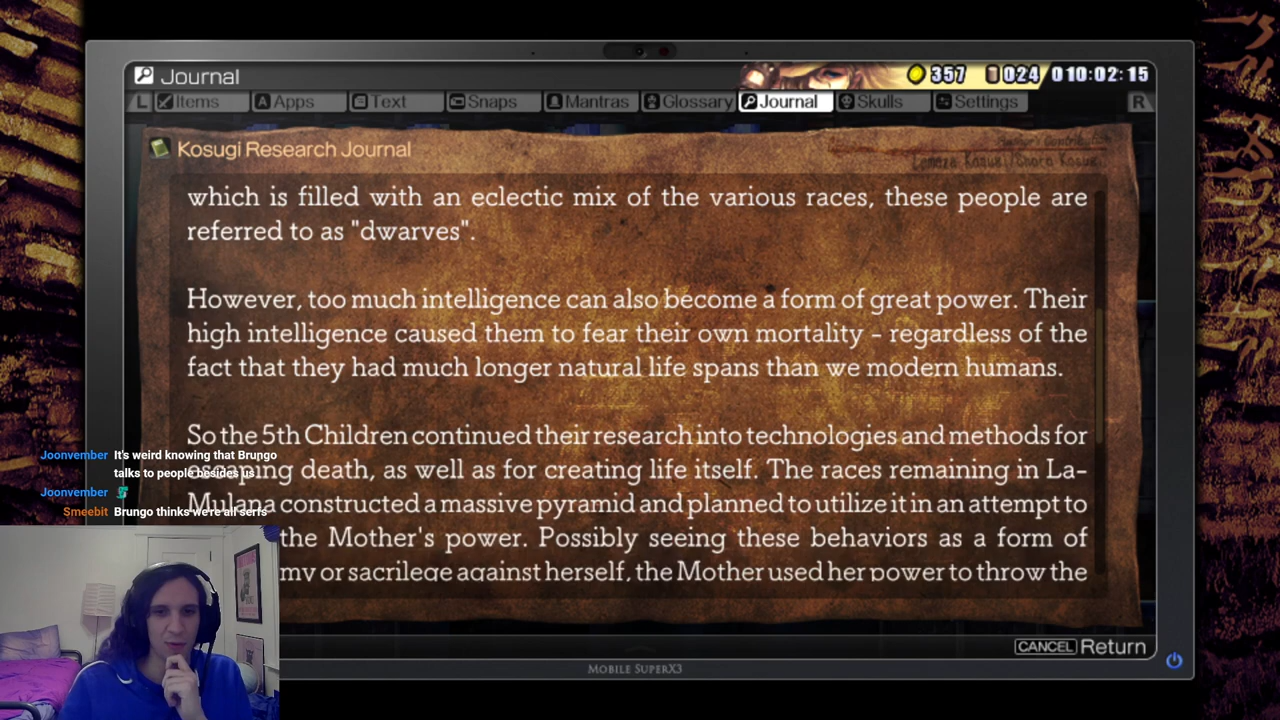 Journal
357 024 010:02:15
L Items Apps Text Snaps Mantras Glossary Journal Skulls Settings R
Kosugi Research Journal
Kosugi/Shora Kosugi
which is filled with an eclectic mix of the various races, these people are
referred to as "dwarves".
However, too much intelligence can also become a form of great power. Their
high intelligence caused them to fear their own mortality – regardless of the
fact that they had much longer natural life spans than we modern humans.
So the 5th Children continued their research into technologies and methods for
death, as well as for creating life itself. The races remaining in La-
Mulana constructed a massive pyramid and planned to utilize it in an attempt to
the Mother's power. Possibly seeing these behaviors as a form of
or sacrilege against herself, the Mother used her power to throw the
Joonvember It's weird knowing that Brungo
talks to people besides us
Joonvember
Smeebit Brungo thinks we're all serfs
CANCEL Return
MOBILE SUPERX3